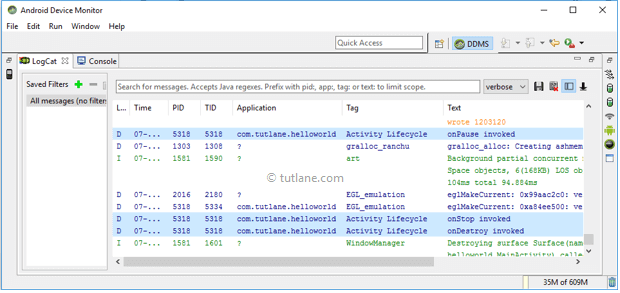 Android Device Monitor
File Edit Run Window Help
Quick Access
DDMS
LogCat Console
Saved Filters
All messages (no filters
Search for messages. Accepts Java regexes. Prefix with pid:, app:, tag: or text: to limit scope.
verbose
L... Time PID TID Application Tag Text
wrote 1203120
D 07-... 5318 5318 com.tutlane.helloworld Activity Lifecycle onPause invoked
D 07-... 1303 1308 ? gralloc_ranchu gralloc_alloc: Creating ashmem
I 07-... 1581 1590 ? art Background partial concurrent
Space objects, 6(168KB) LOS ob
104ms total 94.884ms
© tutlane.com
D 07-... 2016 2180 ? EGL_emulation eglMakeCurrent: 0x99aac2c0: ve
D 07-... 5318 5334 com.tutlane.helloworld EGL_emulation eglMakeCurrent: 0xa84ee500: ve
D 07-... 5318 5318 com.tutlane.helloworld Activity Lifecycle onStop invoked
D 07-... 5318 5318 com.tutlane.helloworld Activity Lifecycle onDestroy invoked
I 07-... 1581 1601 ? WindowManager Destroying surface Surface(nam
helloworld.MainActivity) calle
35M of 609M